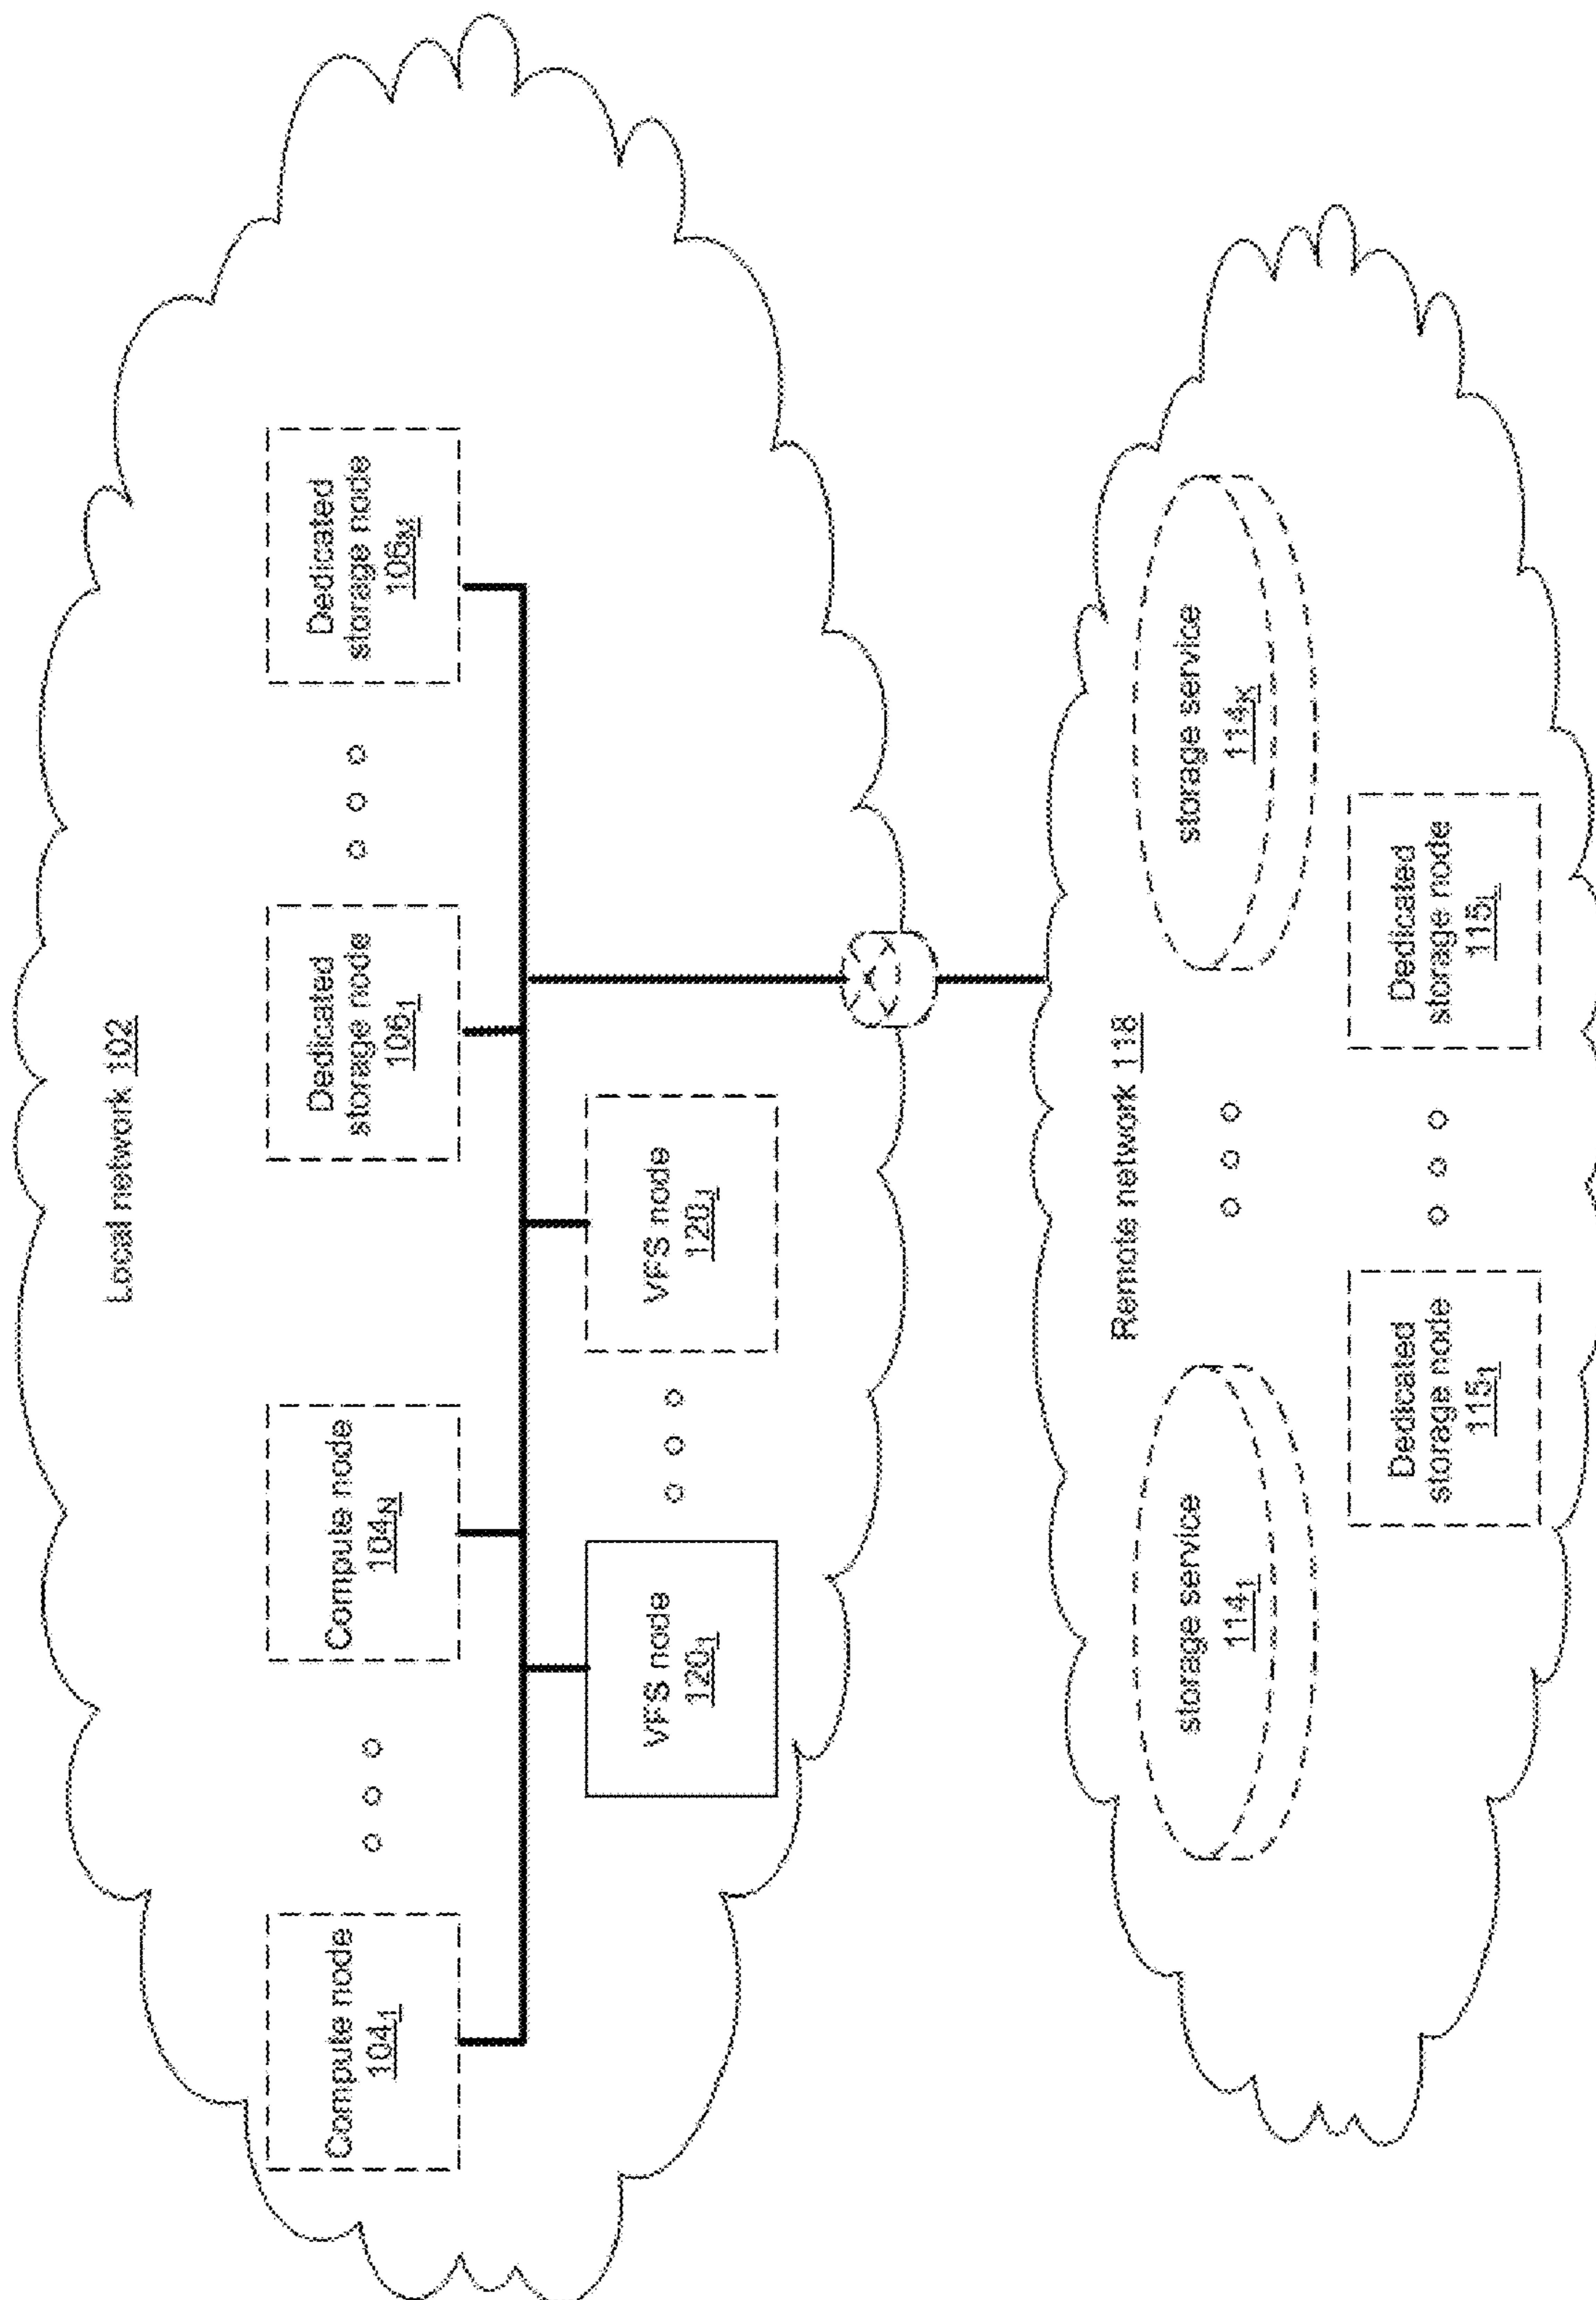 Local network 102
Compute node
104₁
Compute node
104N
Dedicated
storage node
106₁
Dedicated
storage node
106M
VFS node
120₁
VFS node
120J
Remote network 118
storage service
114₁
storage service
114K
Dedicated
storage node
115₁
Dedicated
storage node
115L